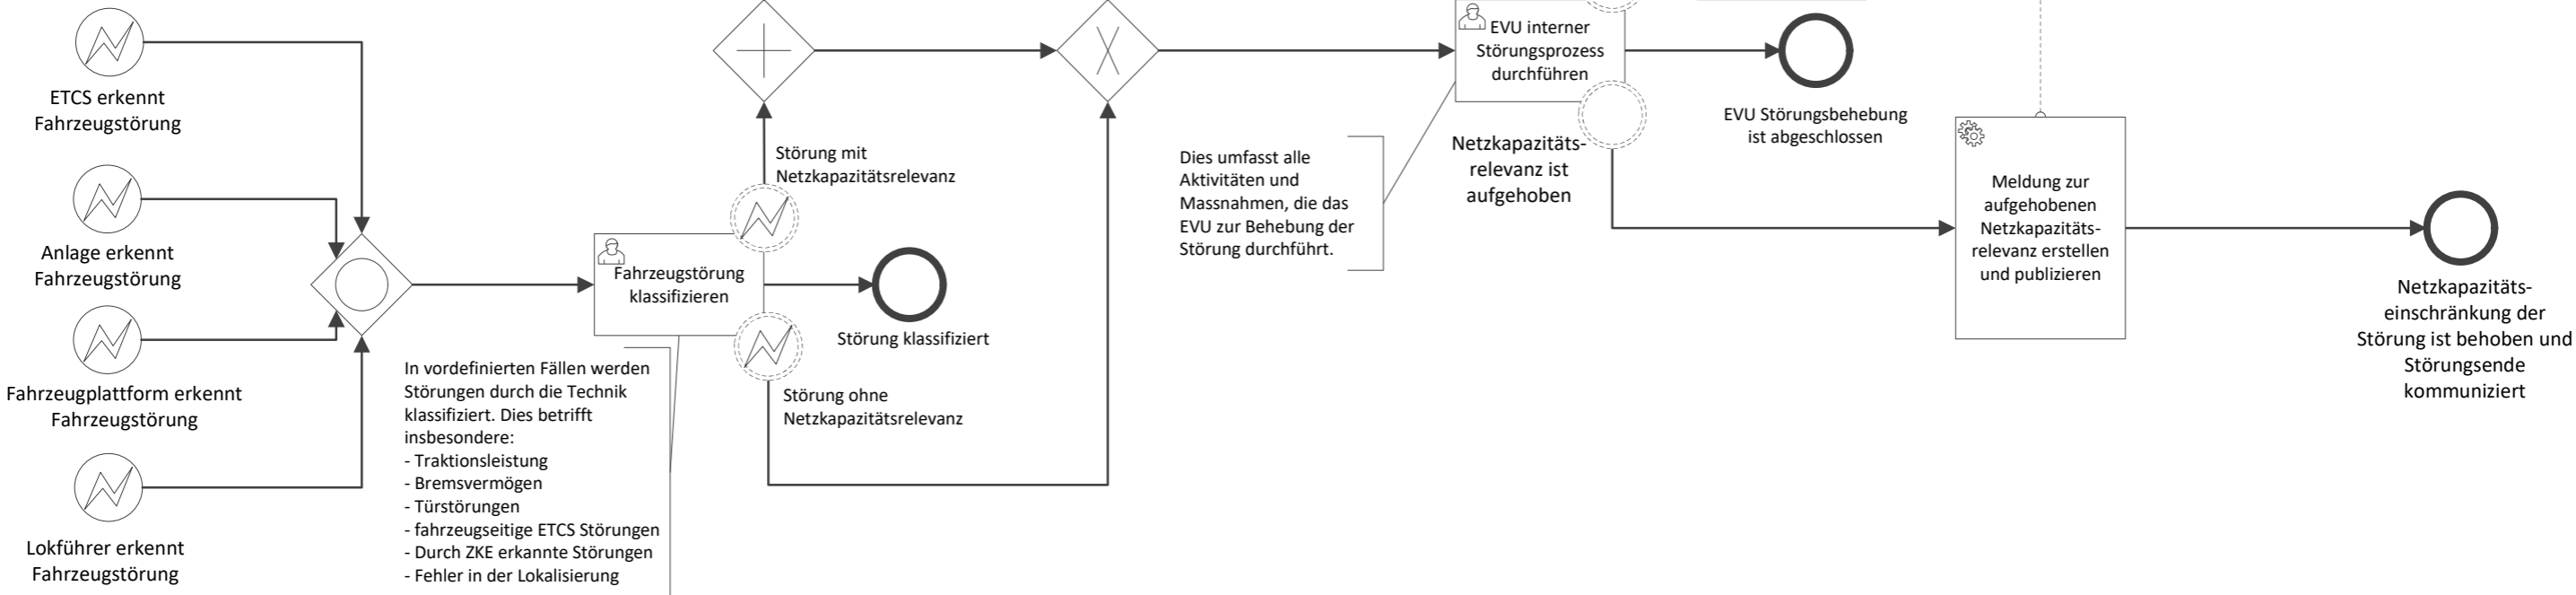 ETCS erkennt
Fahrzeugstörung
Anlage erkennt
Fahrzeugstörung
Fahrzeugplattform erkennt
Fahrzeugstörung
Lokführer erkennt
Fahrzeugstörung
In vordefinierten Fällen werden
Störungen durch die Technik
klassifiziert. Dies betrifft
insbesondere:
- Traktionsleistung
- Bremsvermögen
- Türstörungen
- fahrzeugseitige ETCS Störungen
- Durch ZKE erkannte Störungen
- Fehler in der Lokalisierung
Fahrzeugstörung
klassifizieren
Störung mit
Netzkapazitätsrelevanz
Störung klassifiziert
Störung ohne
Netzkapazitätsrelevanz
Dies umfasst alle
Aktivitäten und
Massnahmen, die das
EVU zur Behebung der
Störung durchführt.
EVU interner
Störungsprozess
durchführen
Netzkapazitäts-
relevanz ist
aufgehoben
EVU Störungsbehebung
ist abgeschlossen
Meldung zur
aufgehobenen
Netzkapazitäts-
relevanz erstellen
und publizieren
Netzkapazitäts-
einschränkung der
Störung ist behoben und
Störungsende
kommuniziert